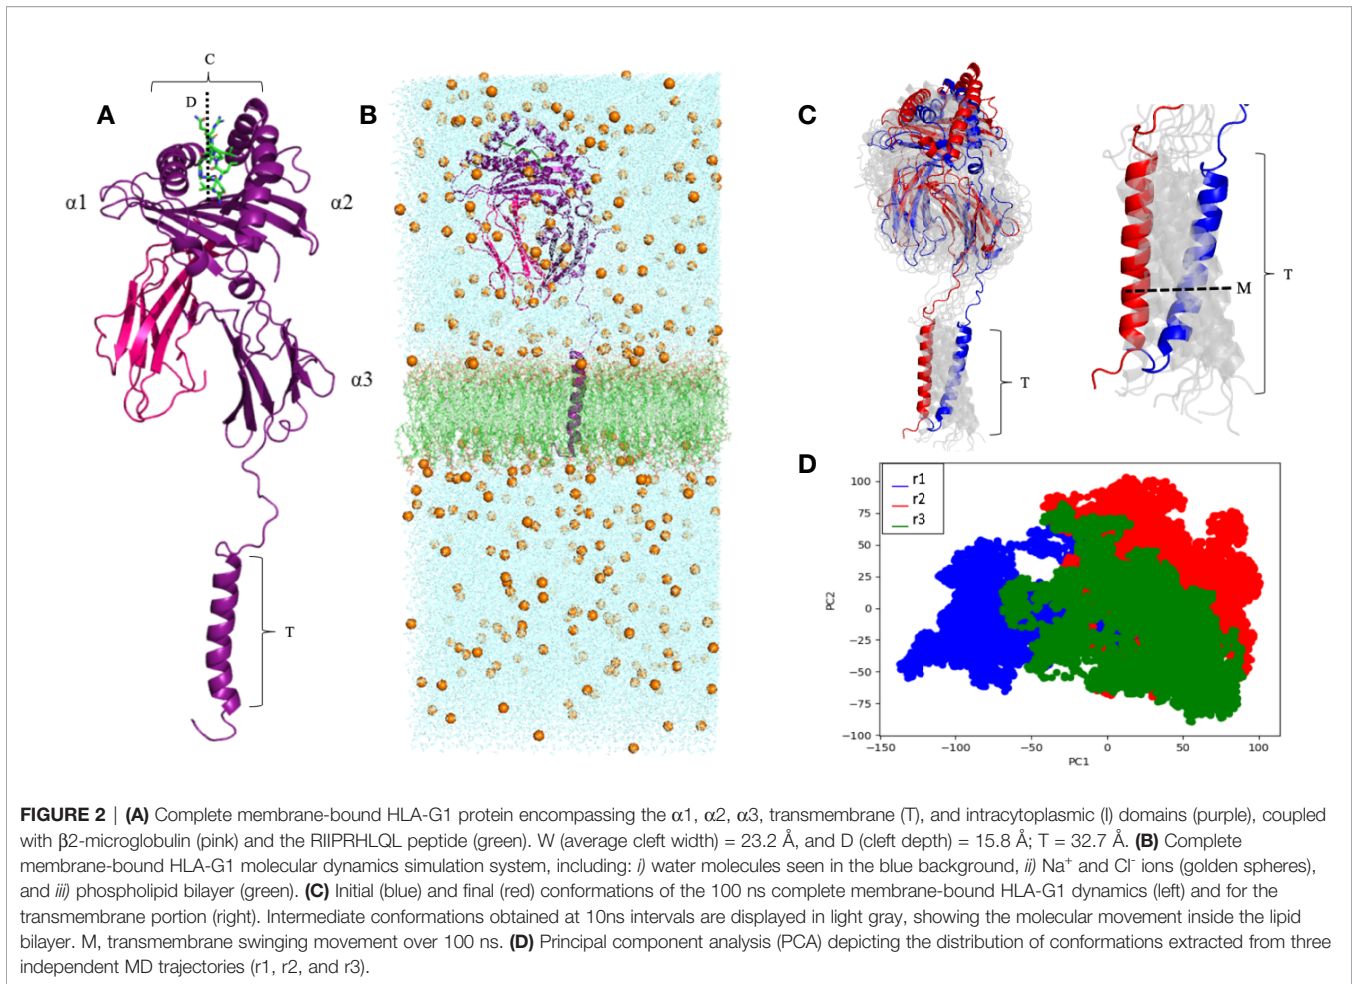 C
D
A
α1
α2
α3
T
B
C
T
M
T
D
r1
r2
r3
100
75
50
25
0
−25
−50
−75
−100
PC2
−150
−100
−50
0
50
100
PC1
FIGURE 2 | (A) Complete membrane-bound HLA-G1 protein encompassing the α1, α2, α3, transmembrane (T), and intracytoplasmic (I) domains (purple), coupled
with β2-microglobulin (pink) and the RIIPRHLQL peptide (green). W (average cleft width) = 23.2 Å, and D (cleft depth) = 15.8 Å; T = 32.7 Å. (B) Complete
membrane-bound HLA-G1 molecular dynamics simulation system, including: i) water molecules seen in the blue background, ii) Na⁺ and Cl⁻ ions (golden spheres),
and iii) phospholipid bilayer (green). (C) Initial (blue) and final (red) conformations of the 100 ns complete membrane-bound HLA-G1 dynamics (left) and for the
transmembrane portion (right). Intermediate conformations obtained at 10ns intervals are displayed in light gray, showing the molecular movement inside the lipid
bilayer. M, transmembrane swinging movement over 100 ns. (D) Principal component analysis (PCA) depicting the distribution of conformations extracted from three
independent MD trajectories (r1, r2, and r3).